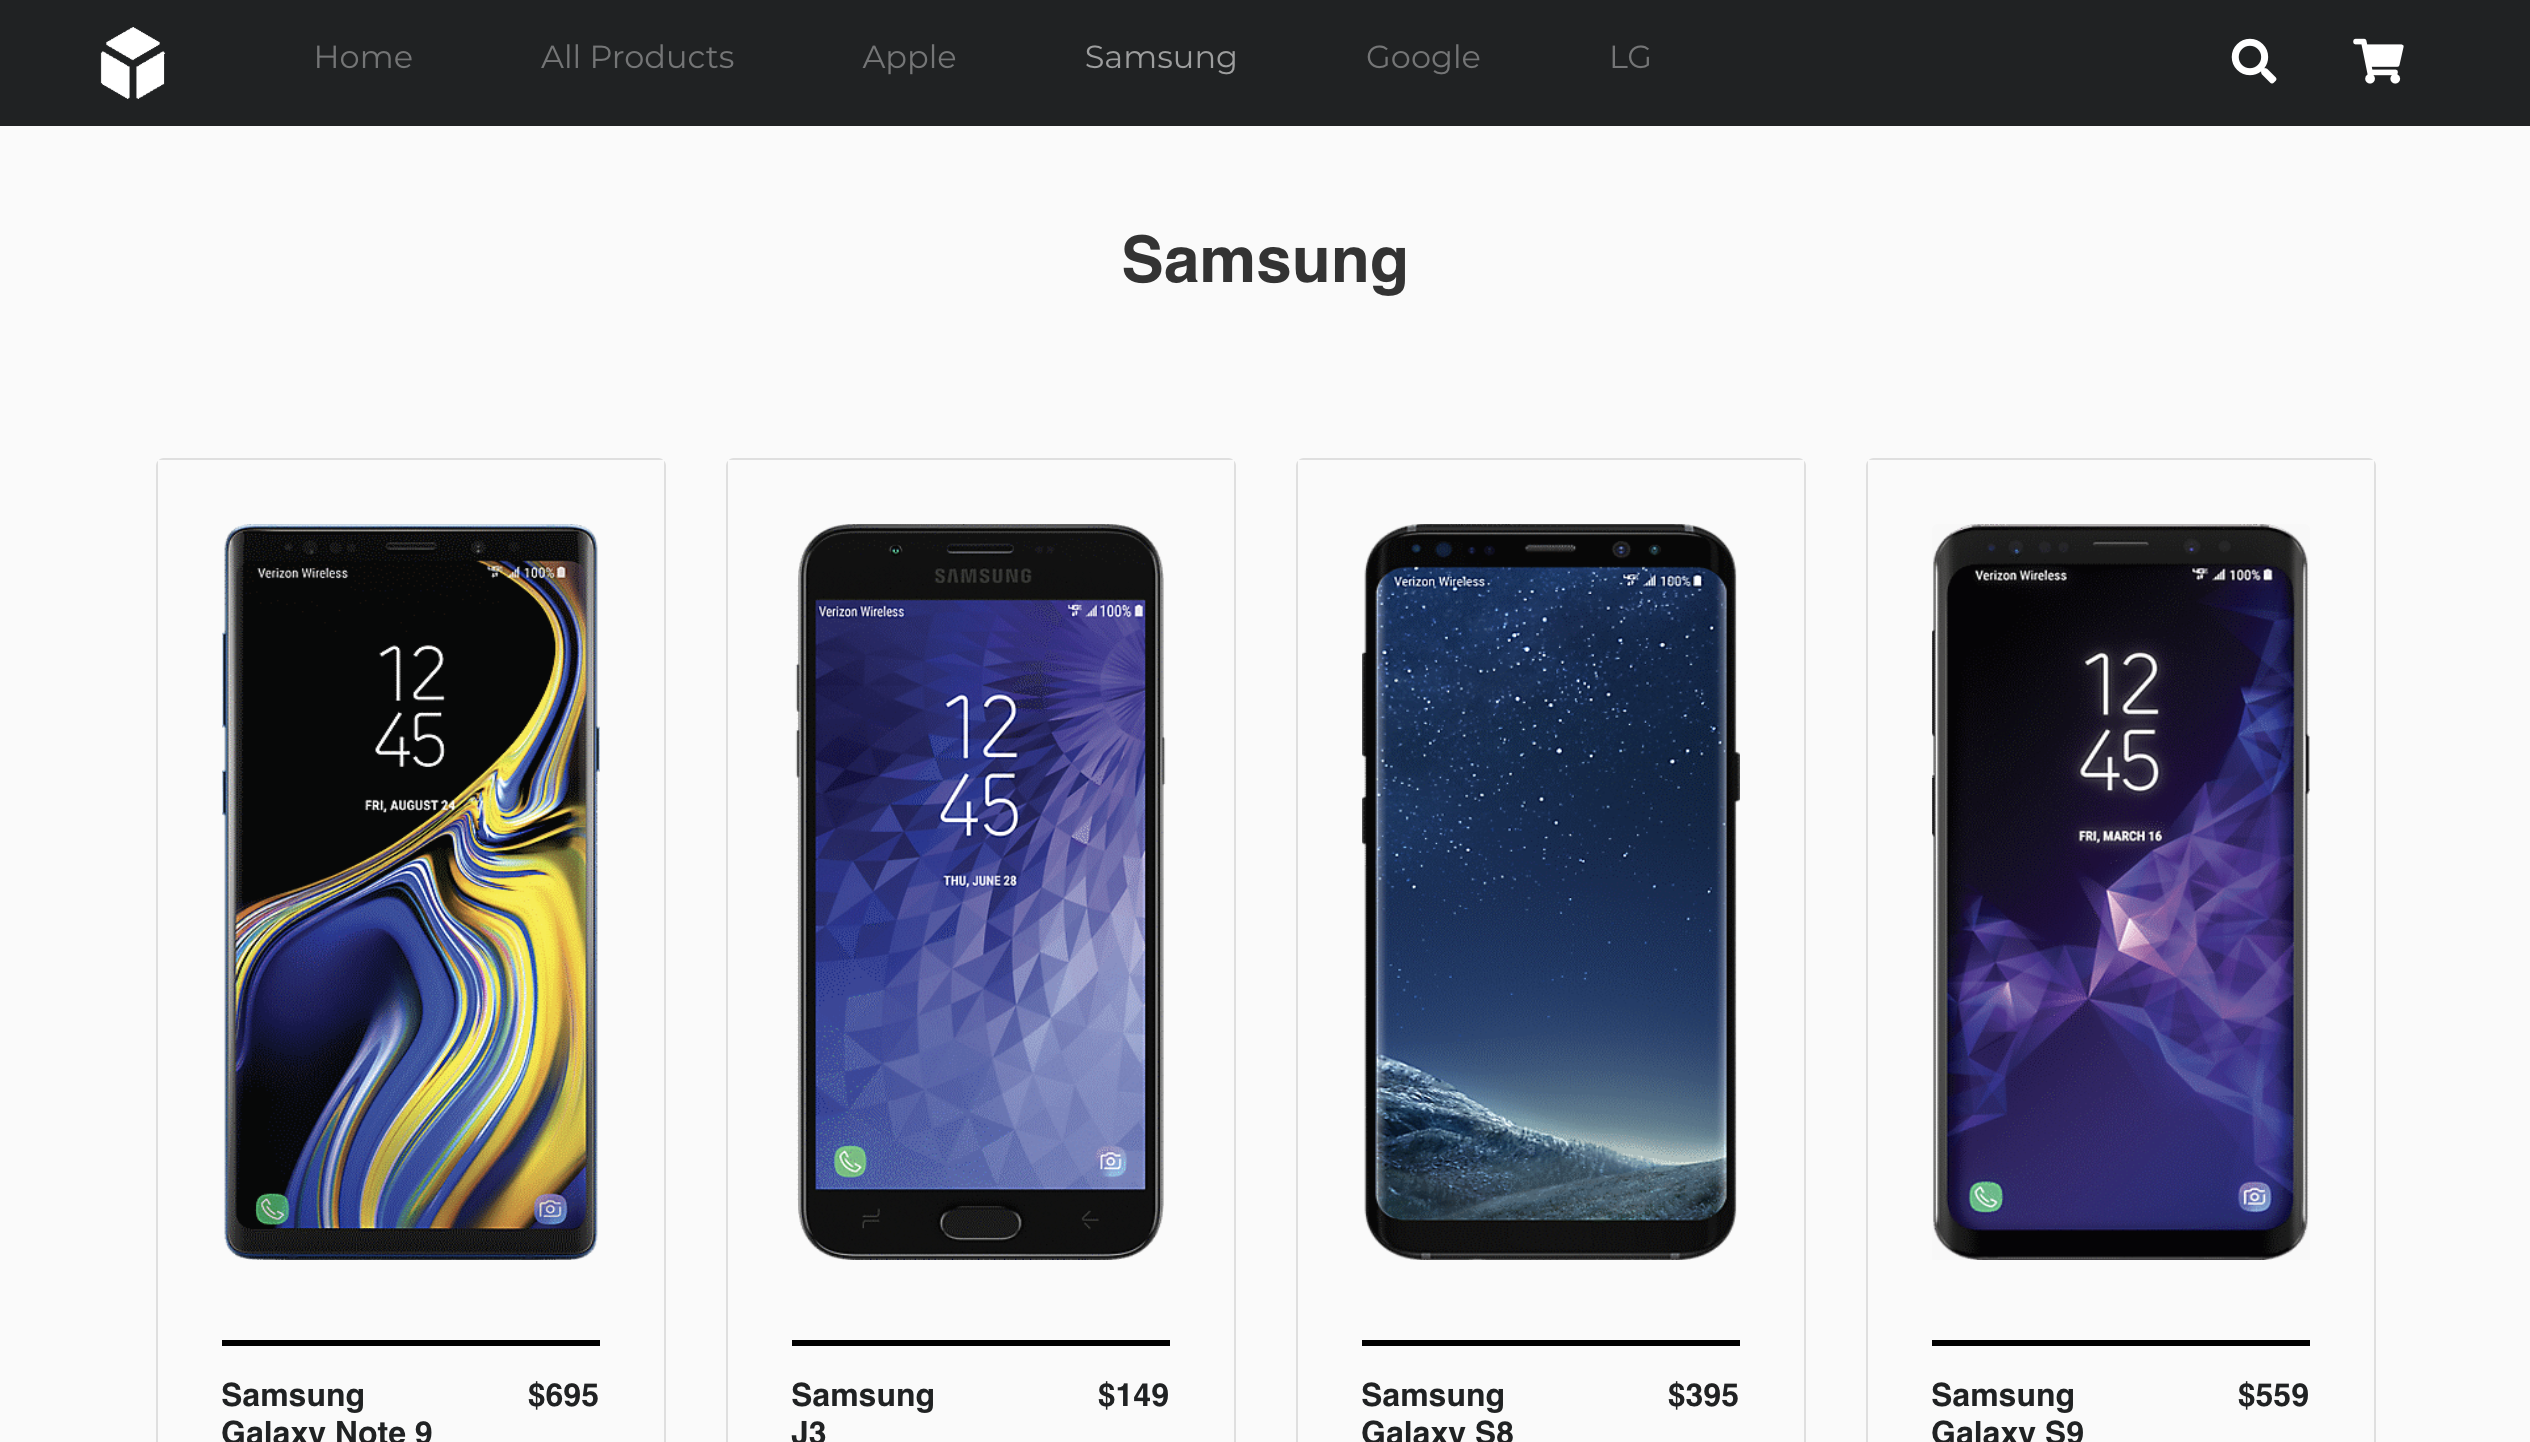 Home
All Products
Apple
Samsung
Google
LG
Samsung
Verizon Wireless
100%
12
45
FRI, AUGUST 24
SAMSUNG
Verizon Wireless
100%
12
45
THU, JUNE 28
Verizon Wireless
100%
Verizon Wireless
100%
12
45
FRI, MARCH 16
Samsung
Galaxy Note 9
$695
Samsung
J3
$149
Samsung
Galaxy S8
$395
Samsung
Galaxy S9
$559